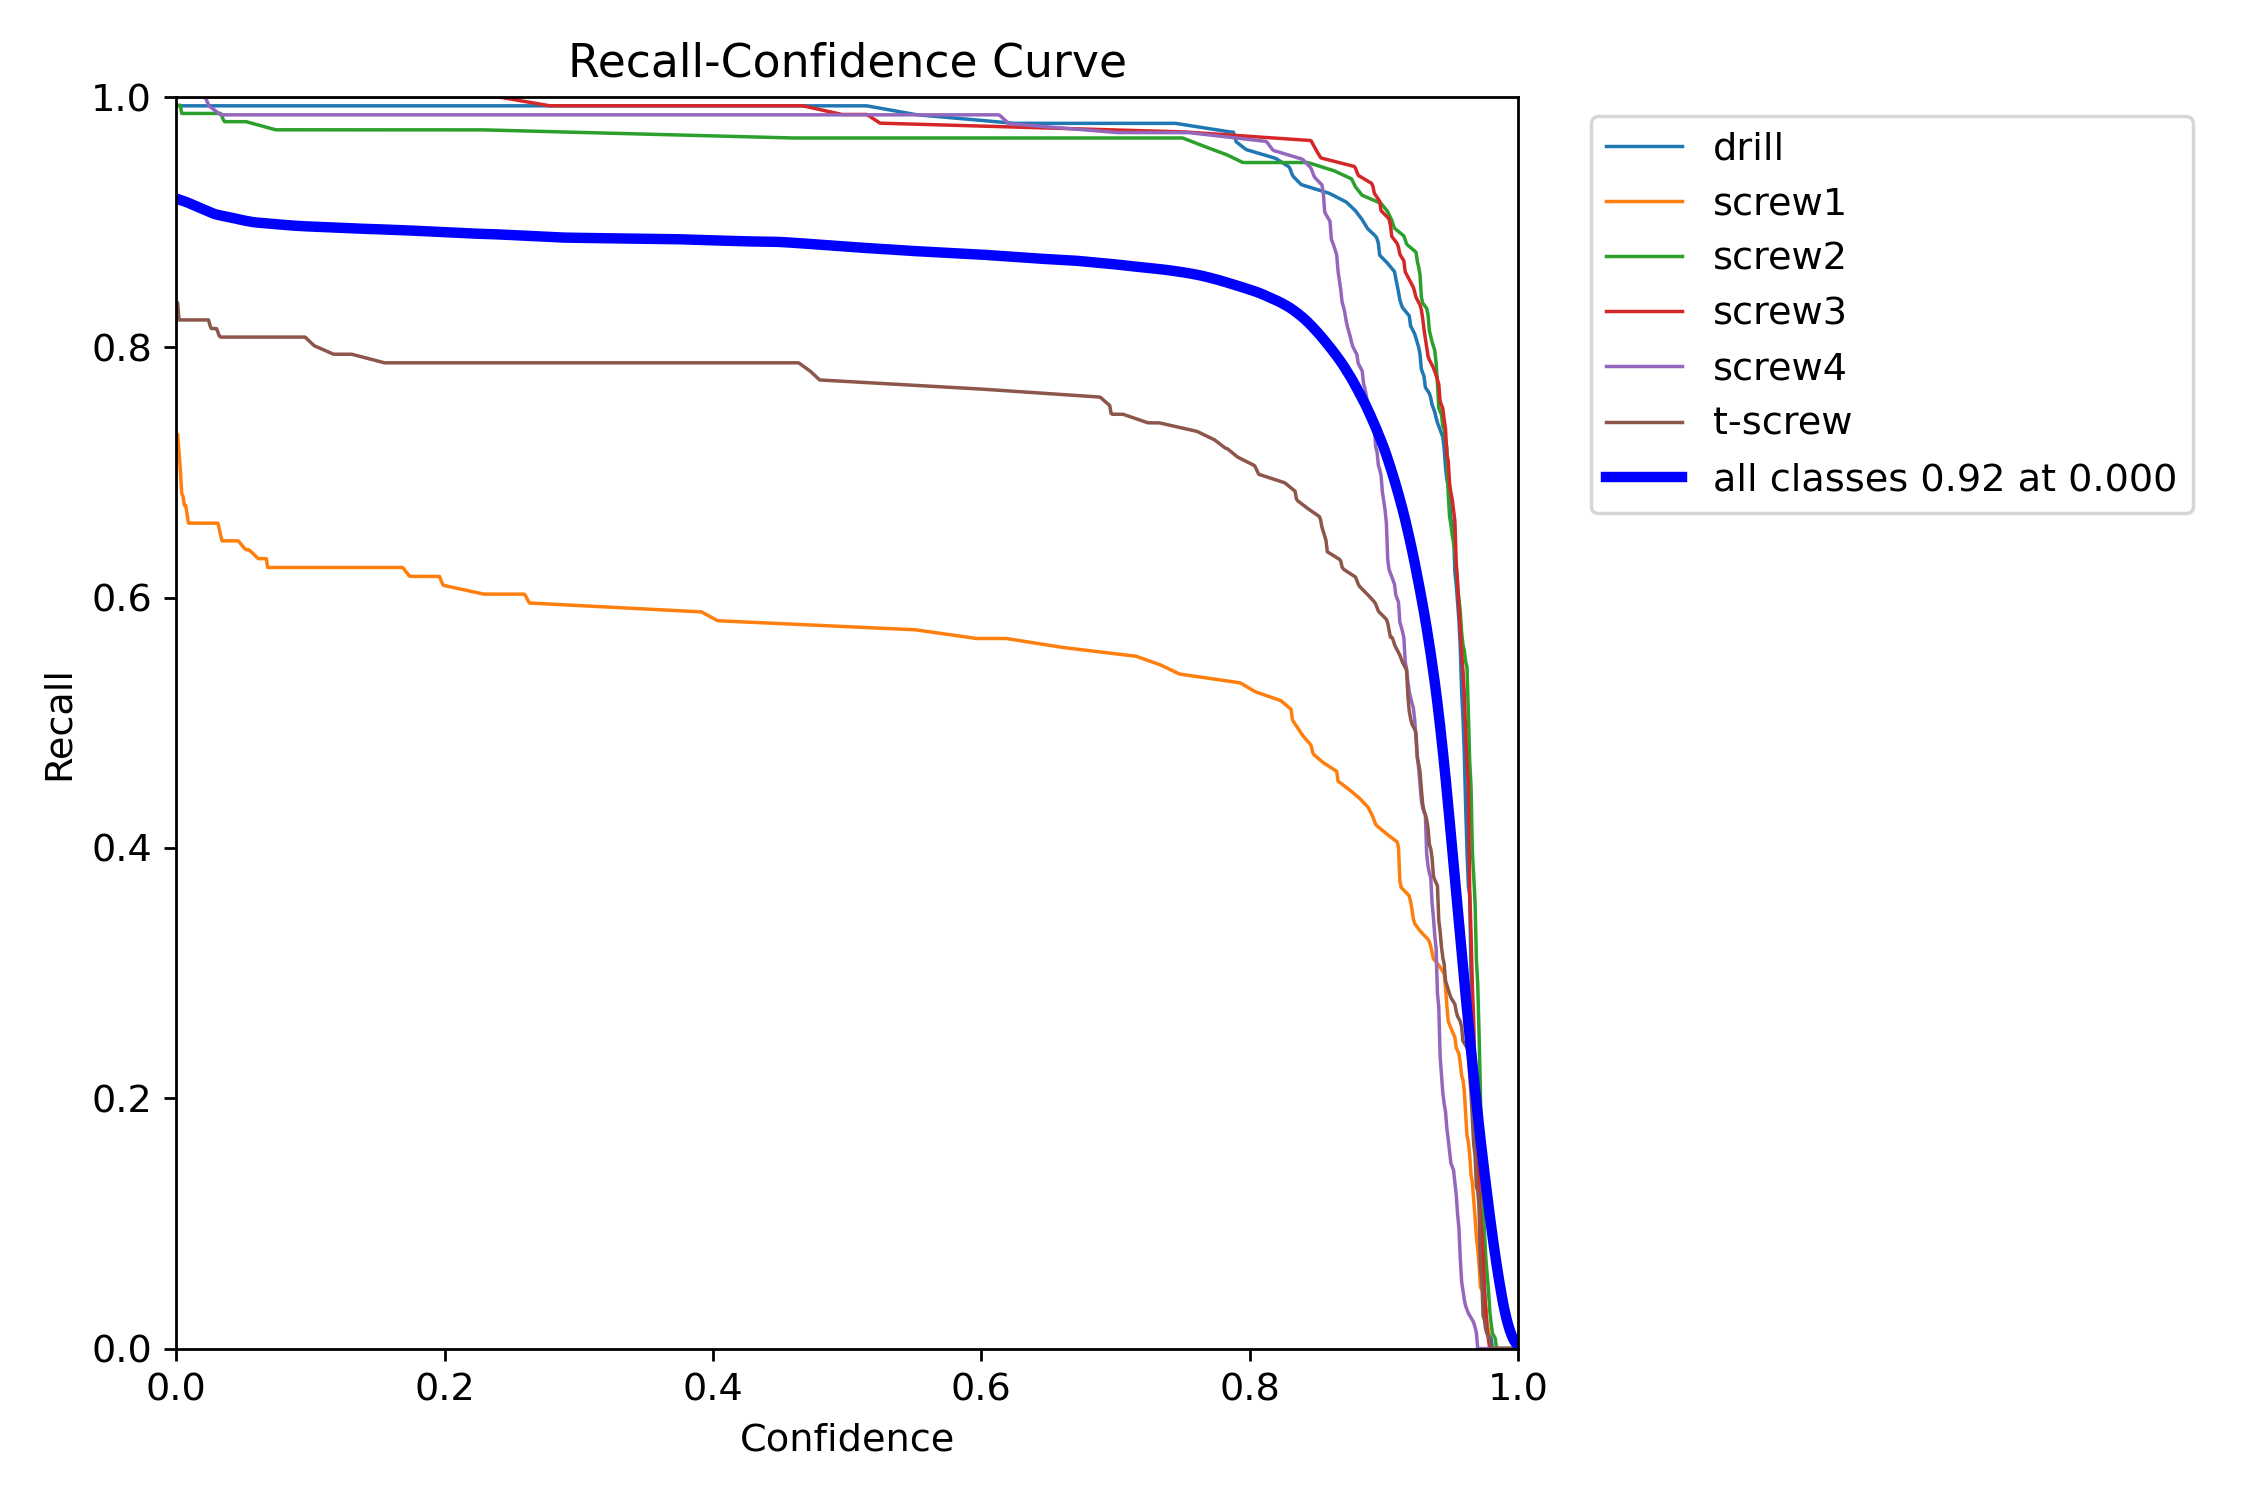 Recall-Confidence Curve
1.0
0.8
0.6
0.4
0.2
0.0
Recall
0.0 0.2 0.4 0.6 0.8 1.0
Confidence
drill
screw1
screw2
screw3
screw4
t-screw
all classes 0.92 at 0.000